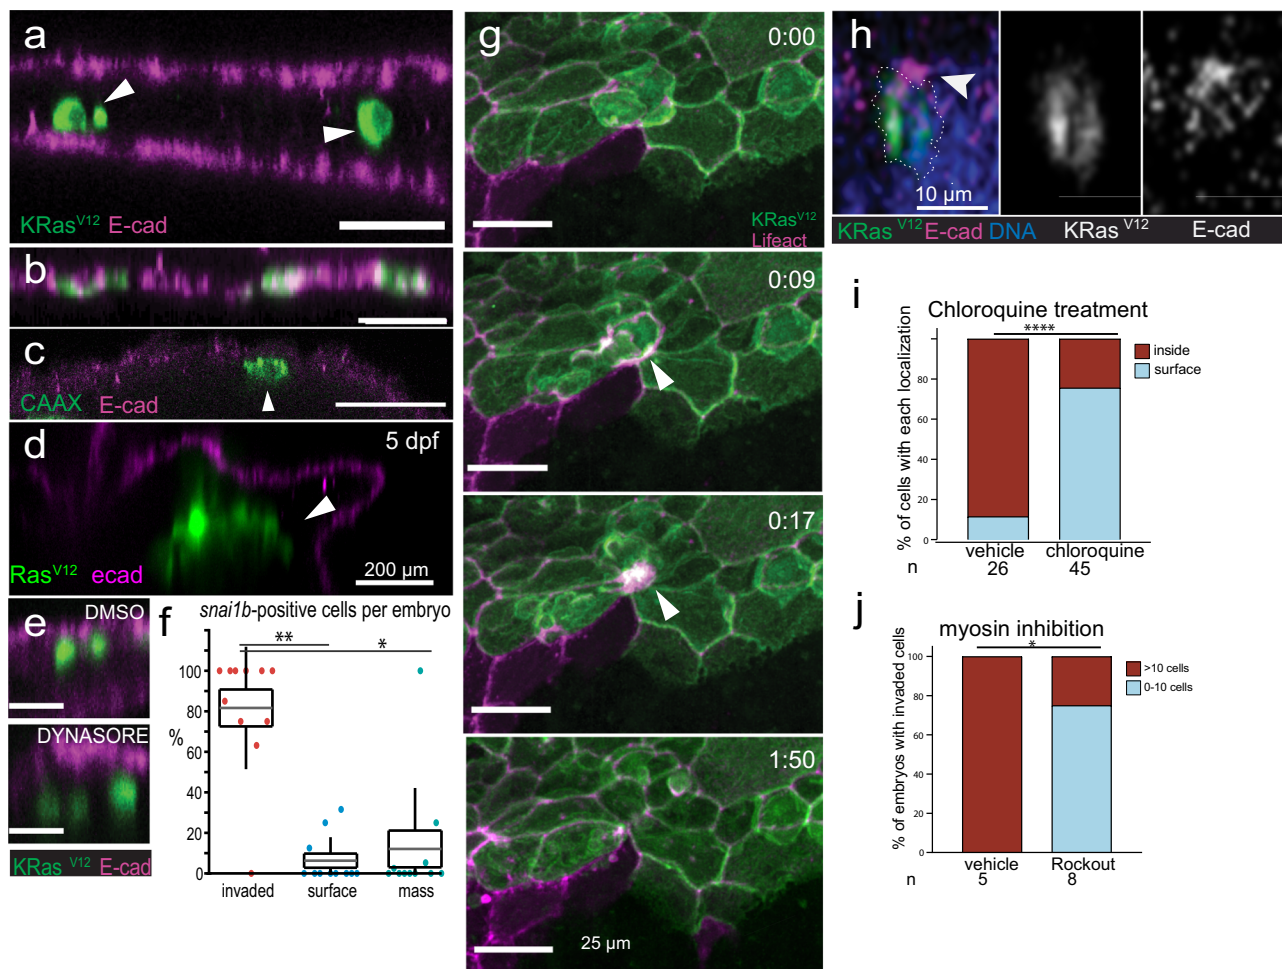 a
KRasV12 E-cad
b
c
CAAX E-cad
d
5 dpf
RasV12 ecad
200 µm
e
DMSO
DYNASORE
KRas V12 E-cad
f
snai1b-positive cells per embryo
**
*
100
80
%
60
40
20
0
invaded surface mass
g
0:00
KRasV12
Lifeact
0:09
0:17
1:50
25 µm
h
10 µm
KRasV12 E-cad DNA
KRasV12
E-cad
i
Chloroquine treatment
****
% of cells with each localization
80
60
40
20
0
inside
surface
vehicle chloroquine
n 26 45
j
myosin inhibition
*
% of embryos with invaded cells
100
80
60
40
20
0
>10 cells
0-10 cells
vehicle Rockout
n 5 8